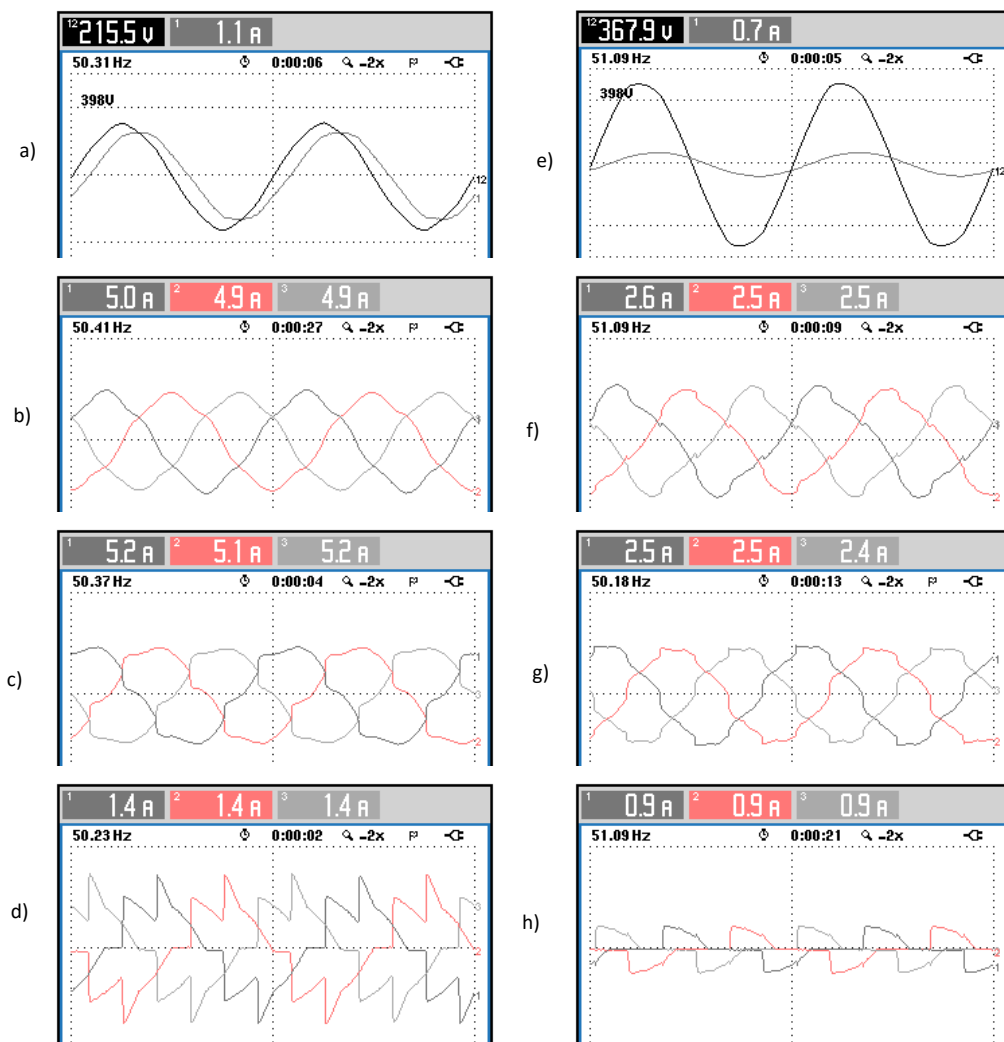 a)
12 215.5 V 1 1.1 A
50.31 Hz 0:00:06 -2x
398V
12
1
b)
1 5.0 A 2 4.9 A 3 4.9 A
50.41 Hz 0:00:27 -2x
3
2
c)
1 5.2 A 2 5.1 A 3 5.2 A
50.37 Hz 0:00:04 -2x
1
3
2
d)
1 1.4 A 2 1.4 A 3 1.4 A
50.23 Hz 0:00:02 -2x
3
2
1
e)
12 367.9 V 1 0.7 A
51.09 Hz 0:00:05 -2x
398V
12
f)
1 2.6 A 2 2.5 A 3 2.5 A
51.09 Hz 0:00:09 -2x
2
g)
1 2.5 A 2 2.5 A 3 2.4 A
50.18 Hz 0:00:13 -2x
1
3
2
h)
1 0.9 A 2 0.9 A 3 0.9 A
51.09 Hz 0:00:21 -2x
2
1